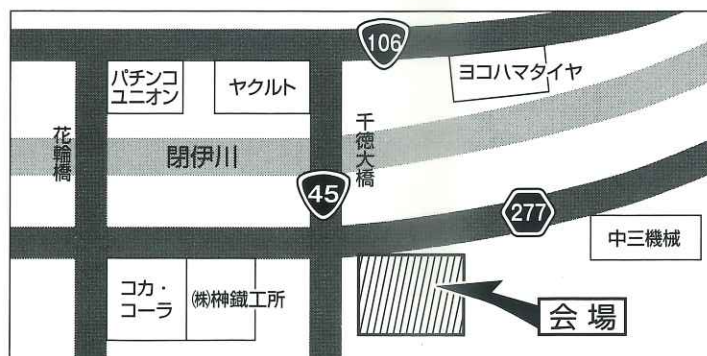 106
パチンコ
ユニオン
ヤクルト
ヨコハマタイヤ
花輪橋
閉伊川
千徳大橋
45
277
中三機械
コカ・
コーラ
㈱榊鐵工所
会場